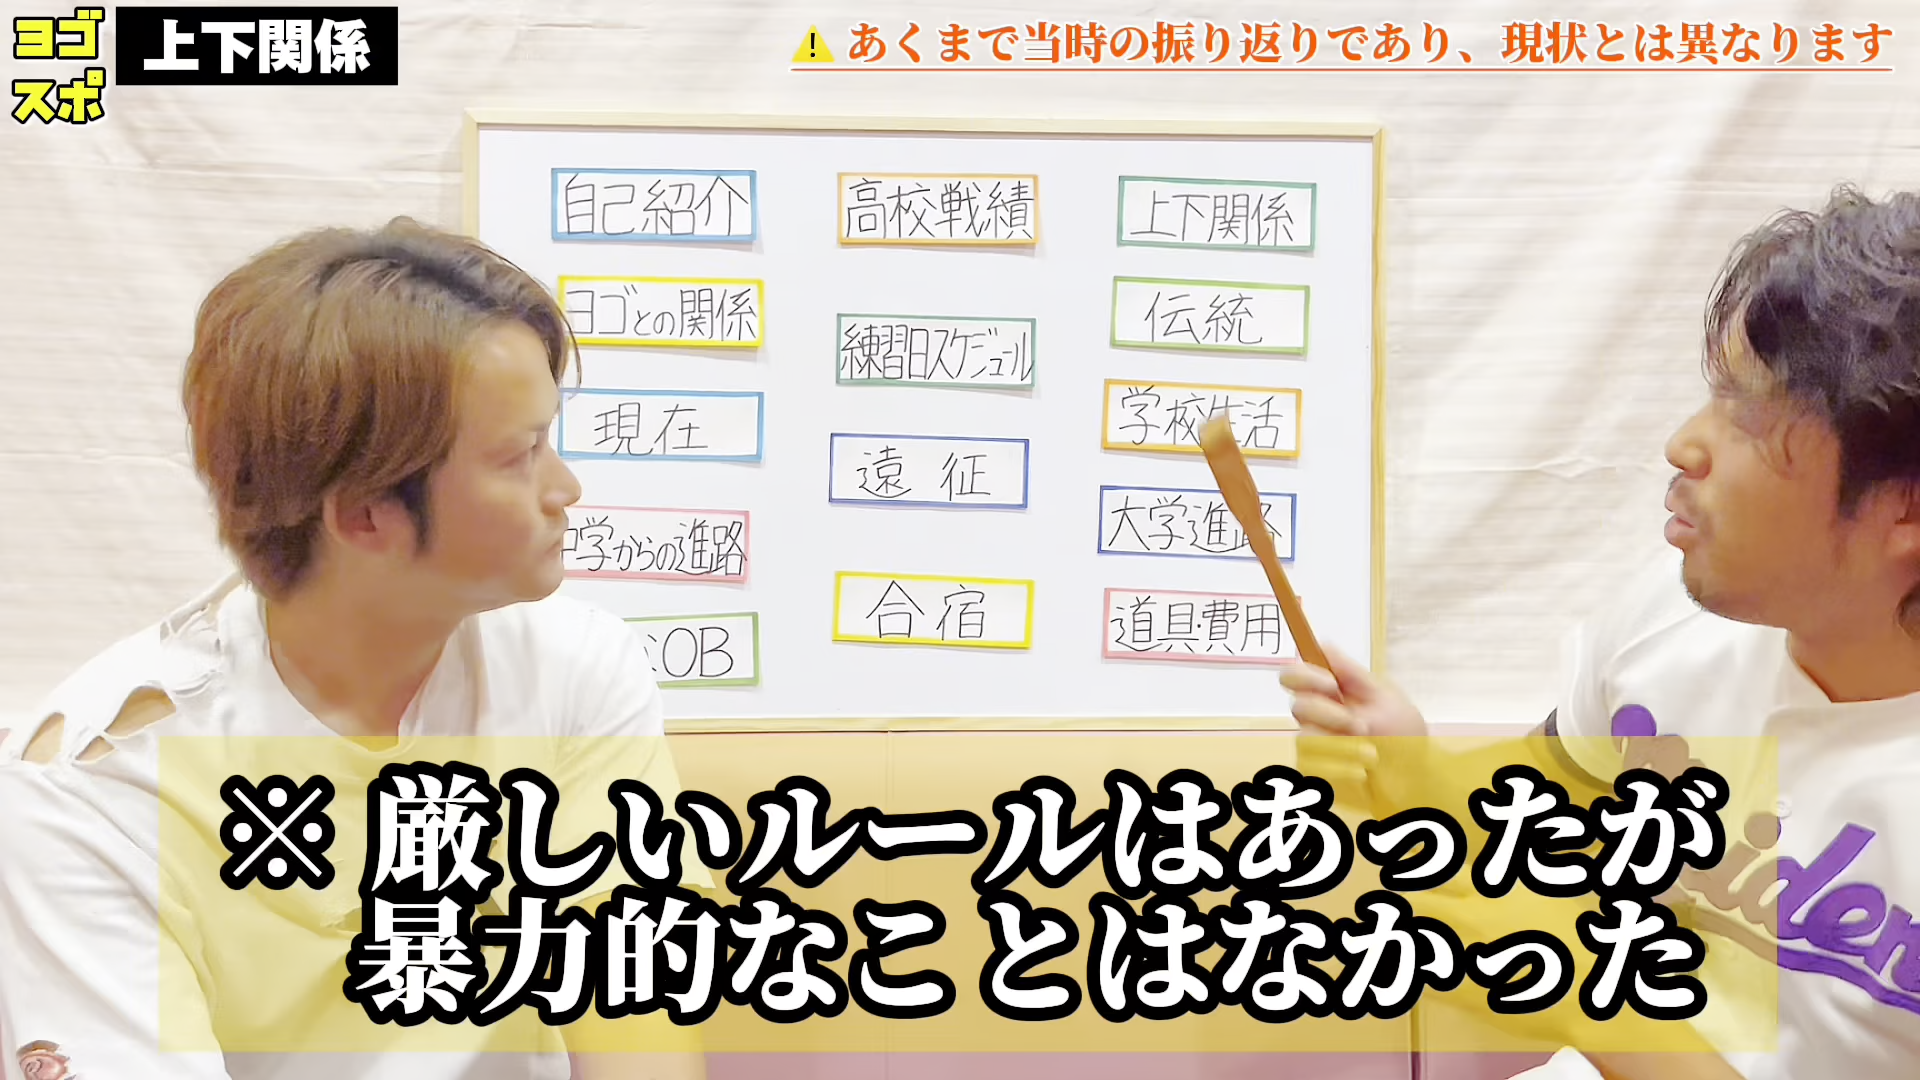 ヨゴ
スポ
上下関係
あくまで当時の振り返りであり、現状とは異なります
自己紹介
ヨゴとの関係
現在
中学からの進路
OB
高校戦績
練習日スケジュール
遠征
合宿
上下関係
伝統
学校生活
大学進路
道具・費用
※ 厳しいルールはあったが
暴力的なことはなかった